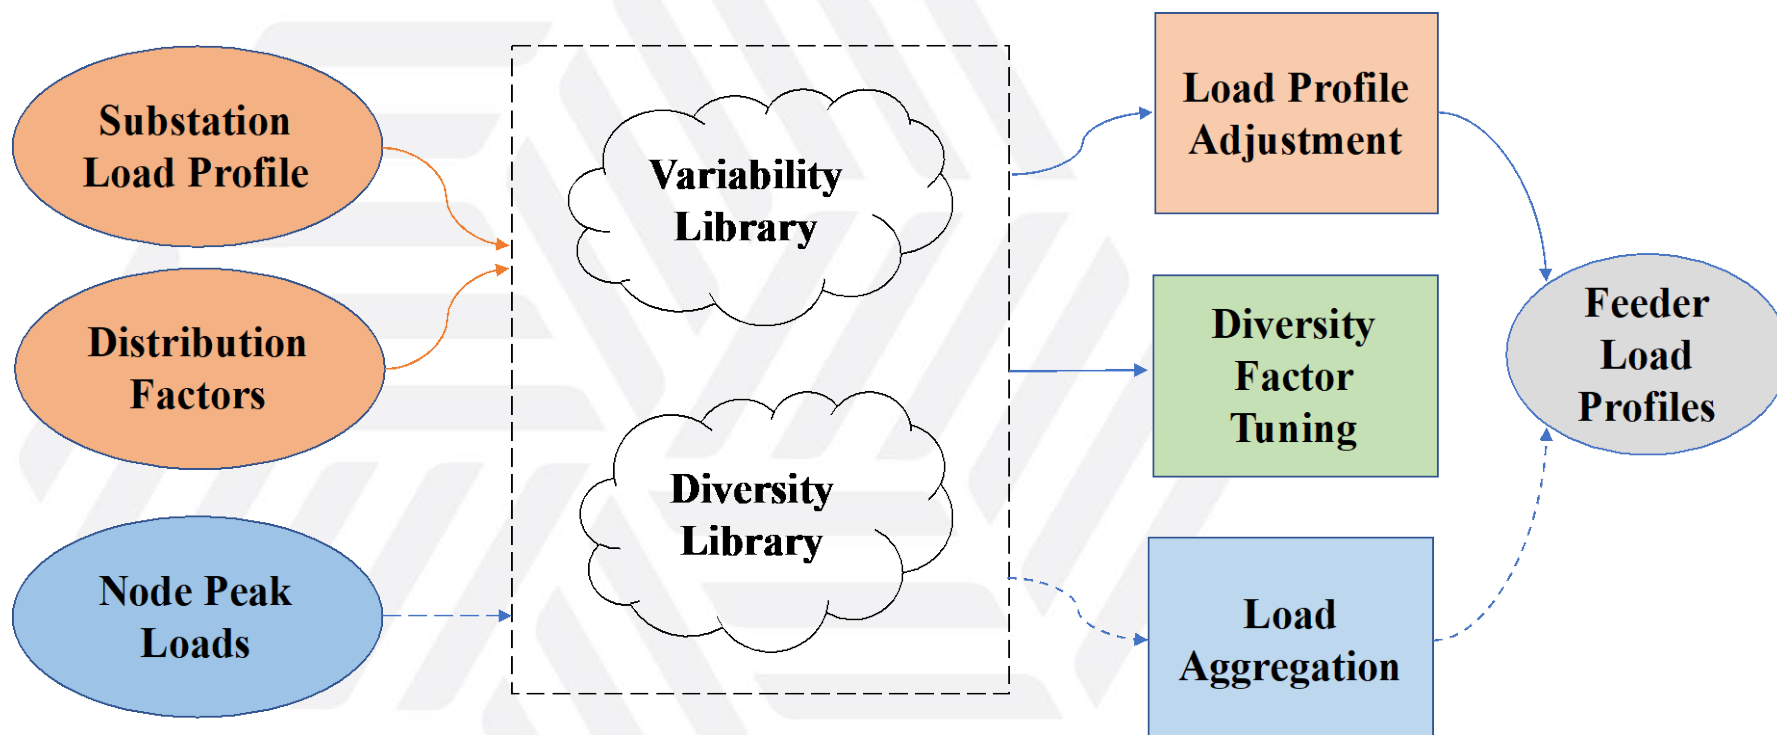 Substation
Load Profile
Distribution
Factors
Node Peak
Loads
Variability
Library
Diversity
Library
Load Profile
Adjustment
Diversity
Factor
Tuning
Load
Aggregation
Feeder
Load
Profiles